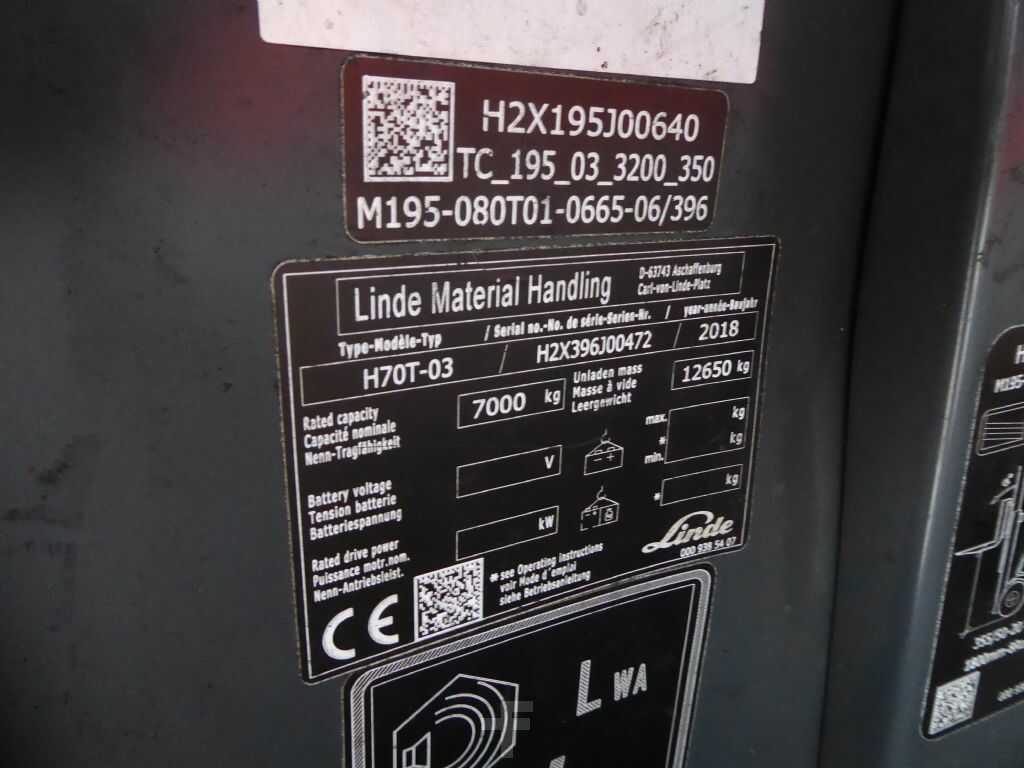 H2X195J00640
TC_195_03_3200_350
M195-080T01-0665-06/396
Linde Material Handling
D-63743 Aschaffenburg
Carl-von-Linde-Platz
Type-Modèle-Typ / Serial no.-No. de série-Serien-Nr. / year-année-Baujahr
H70T-03 / H2X396J00472 / 2018
Rated capacity
Capacité nominale
Nenn-Tragfähigkeit
7000 kg
Unladen mass
Masse à vide
Leergewicht
12650 kg
Battery voltage
Tension batterie
Batteriespannung
V
max. kg
* kg
min.
Rated drive power
Puissance motr.nom.
Nenn-Antriebsleist.
kW
* kg
Linde
000 938 54 07
* see Operating instructions
voir Mode d'emploi
siehe Betriebsanleitung
CE
LWA